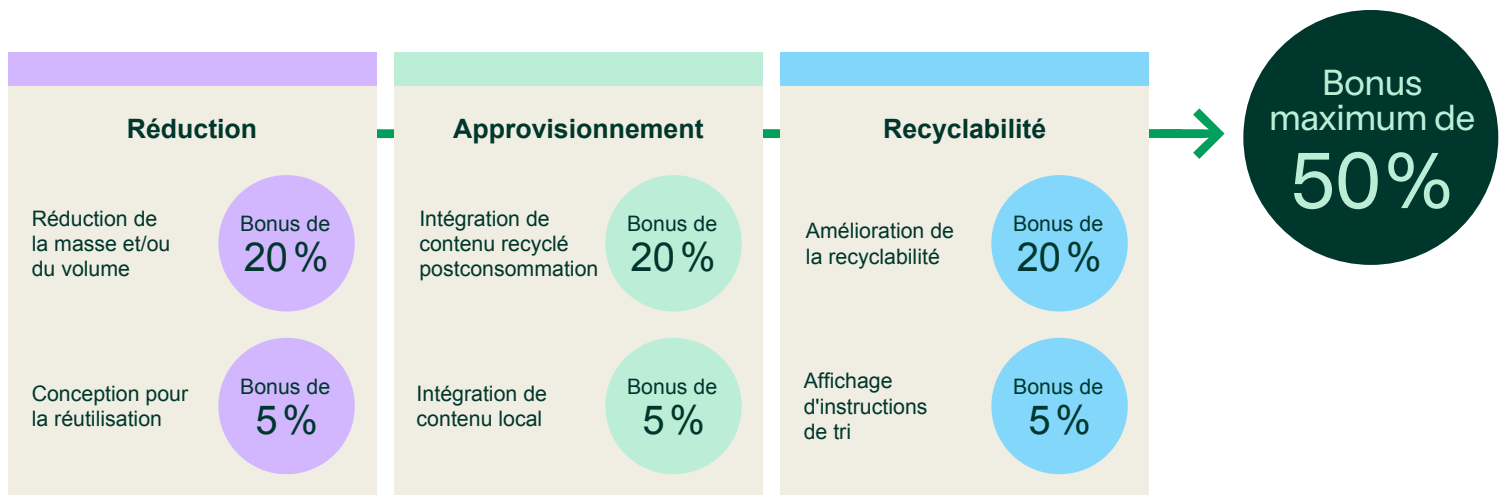 Réduction
Réduction de
la masse et/ou
du volume
Bonus de
20 %
Conception pour
la réutilisation
Bonus de
5 %
Approvisionnement
Intégration de
contenu recyclé
postconsommation
Bonus de
20 %
Intégration de
contenu local
Bonus de
5 %
Recyclabilité
Amélioration de
la recyclabilité
Bonus de
20 %
Affichage
d'instructions
de tri
Bonus de
5 %
Bonus
maximum de
50 %